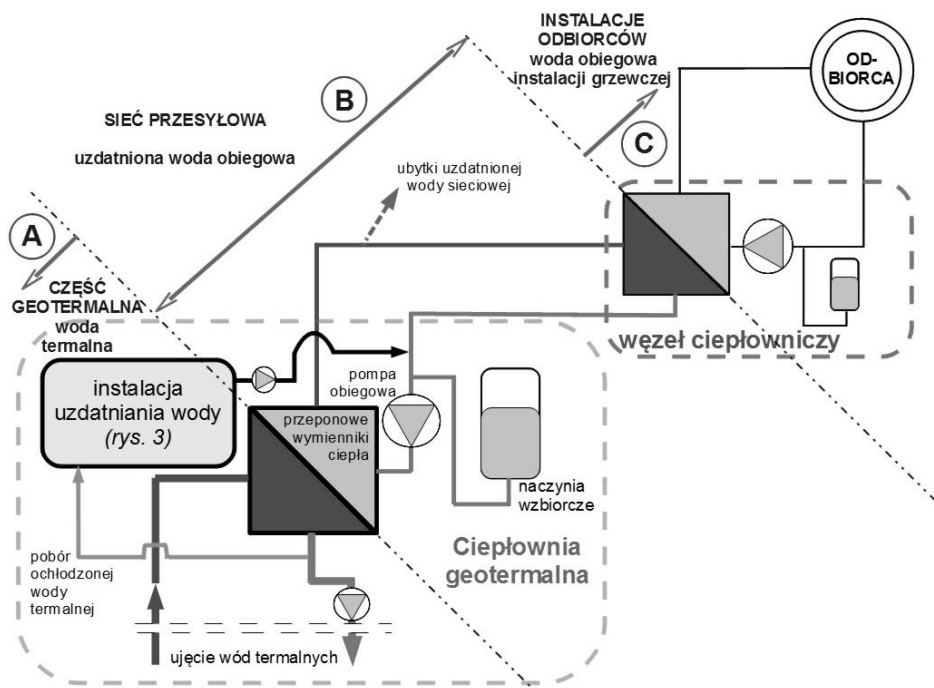 INSTALACJE
ODBIORCÓW
woda obiegowa
instalacji grzewczej
OD-
BIORCA
B
SIEĆ PRZESYŁOWA
uzdatniona woda obiegowa
C
ubytki uzdatnionej
wody sieciowej
A
CZĘŚĆ
GEOTERMALNA
woda
termalna
węzeł ciepłowniczy
instalacja
uzdatniania wody
(rys. 3)
pompa
obiegowa
przeponowe
wymienniki
ciepła
naczynia
wzbiorcze
Ciepłownia
geotermalna
pobór
ochłodzonej
wody
termalnej
ujęcie wód termalnych